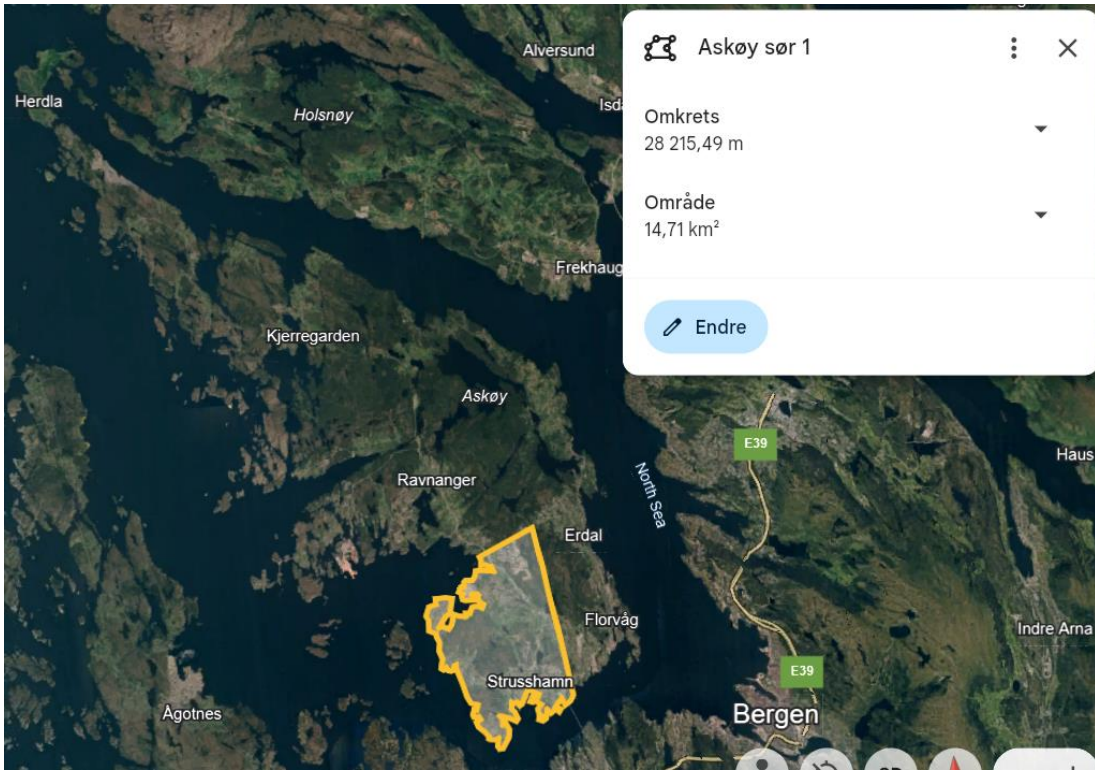 Alversund
Herdla
Holsnøy
Isda
Frekhaug
Kjerregarden
Askøy
Ravnanger
Erdal
North Sea
Florvåg
Strusshamn
Ågotnes
Bergen
E39
E39
Haus
Indre Arna
Askøy sør 1
Omkrets
28 215,49 m
Område
14,71 km²
Endre